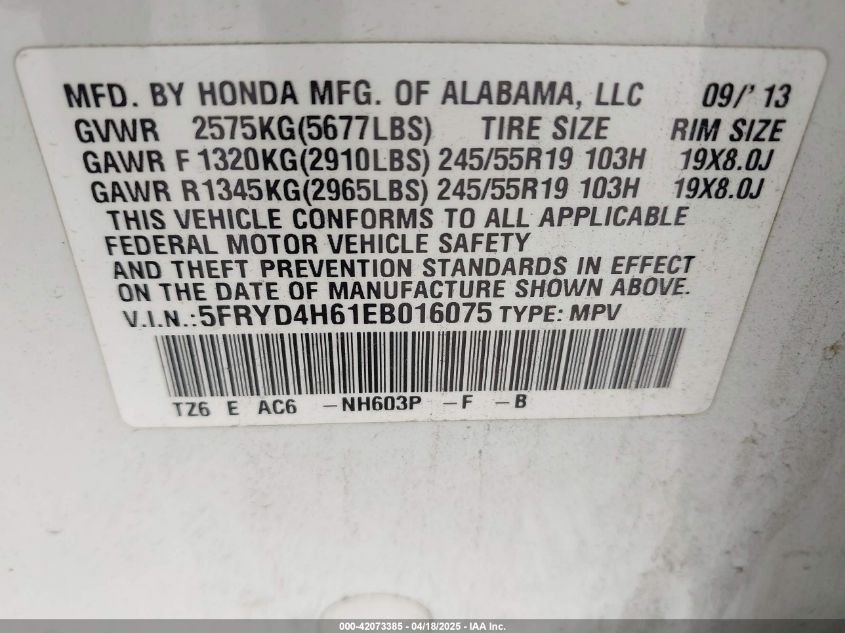 MFD. BY HONDA MFG. OF ALABAMA, LLC 09/' 13
GVWR 2575KG(5677LBS) TIRE SIZE RIM SIZE
GAWR F 1320KG(2910LBS) 245/55R19 103H 19X8.0J
GAWR R1345KG(2965LBS) 245/55R19 103H 19X8.0J
THIS VEHICLE CONFORMS TO ALL APPLICABLE
FEDERAL MOTOR VEHICLE SAFETY
AND THEFT PREVENTION STANDARDS IN EFFECT
ON THE DATE OF MANUFACTURE SHOWN ABOVE.
V.I.N.:5FRYD4H61EB016075 TYPE: MPV
TZ6 E AC6 -NH603P -F -B
000-42073385 - 04/18/2025 - IAA Inc.